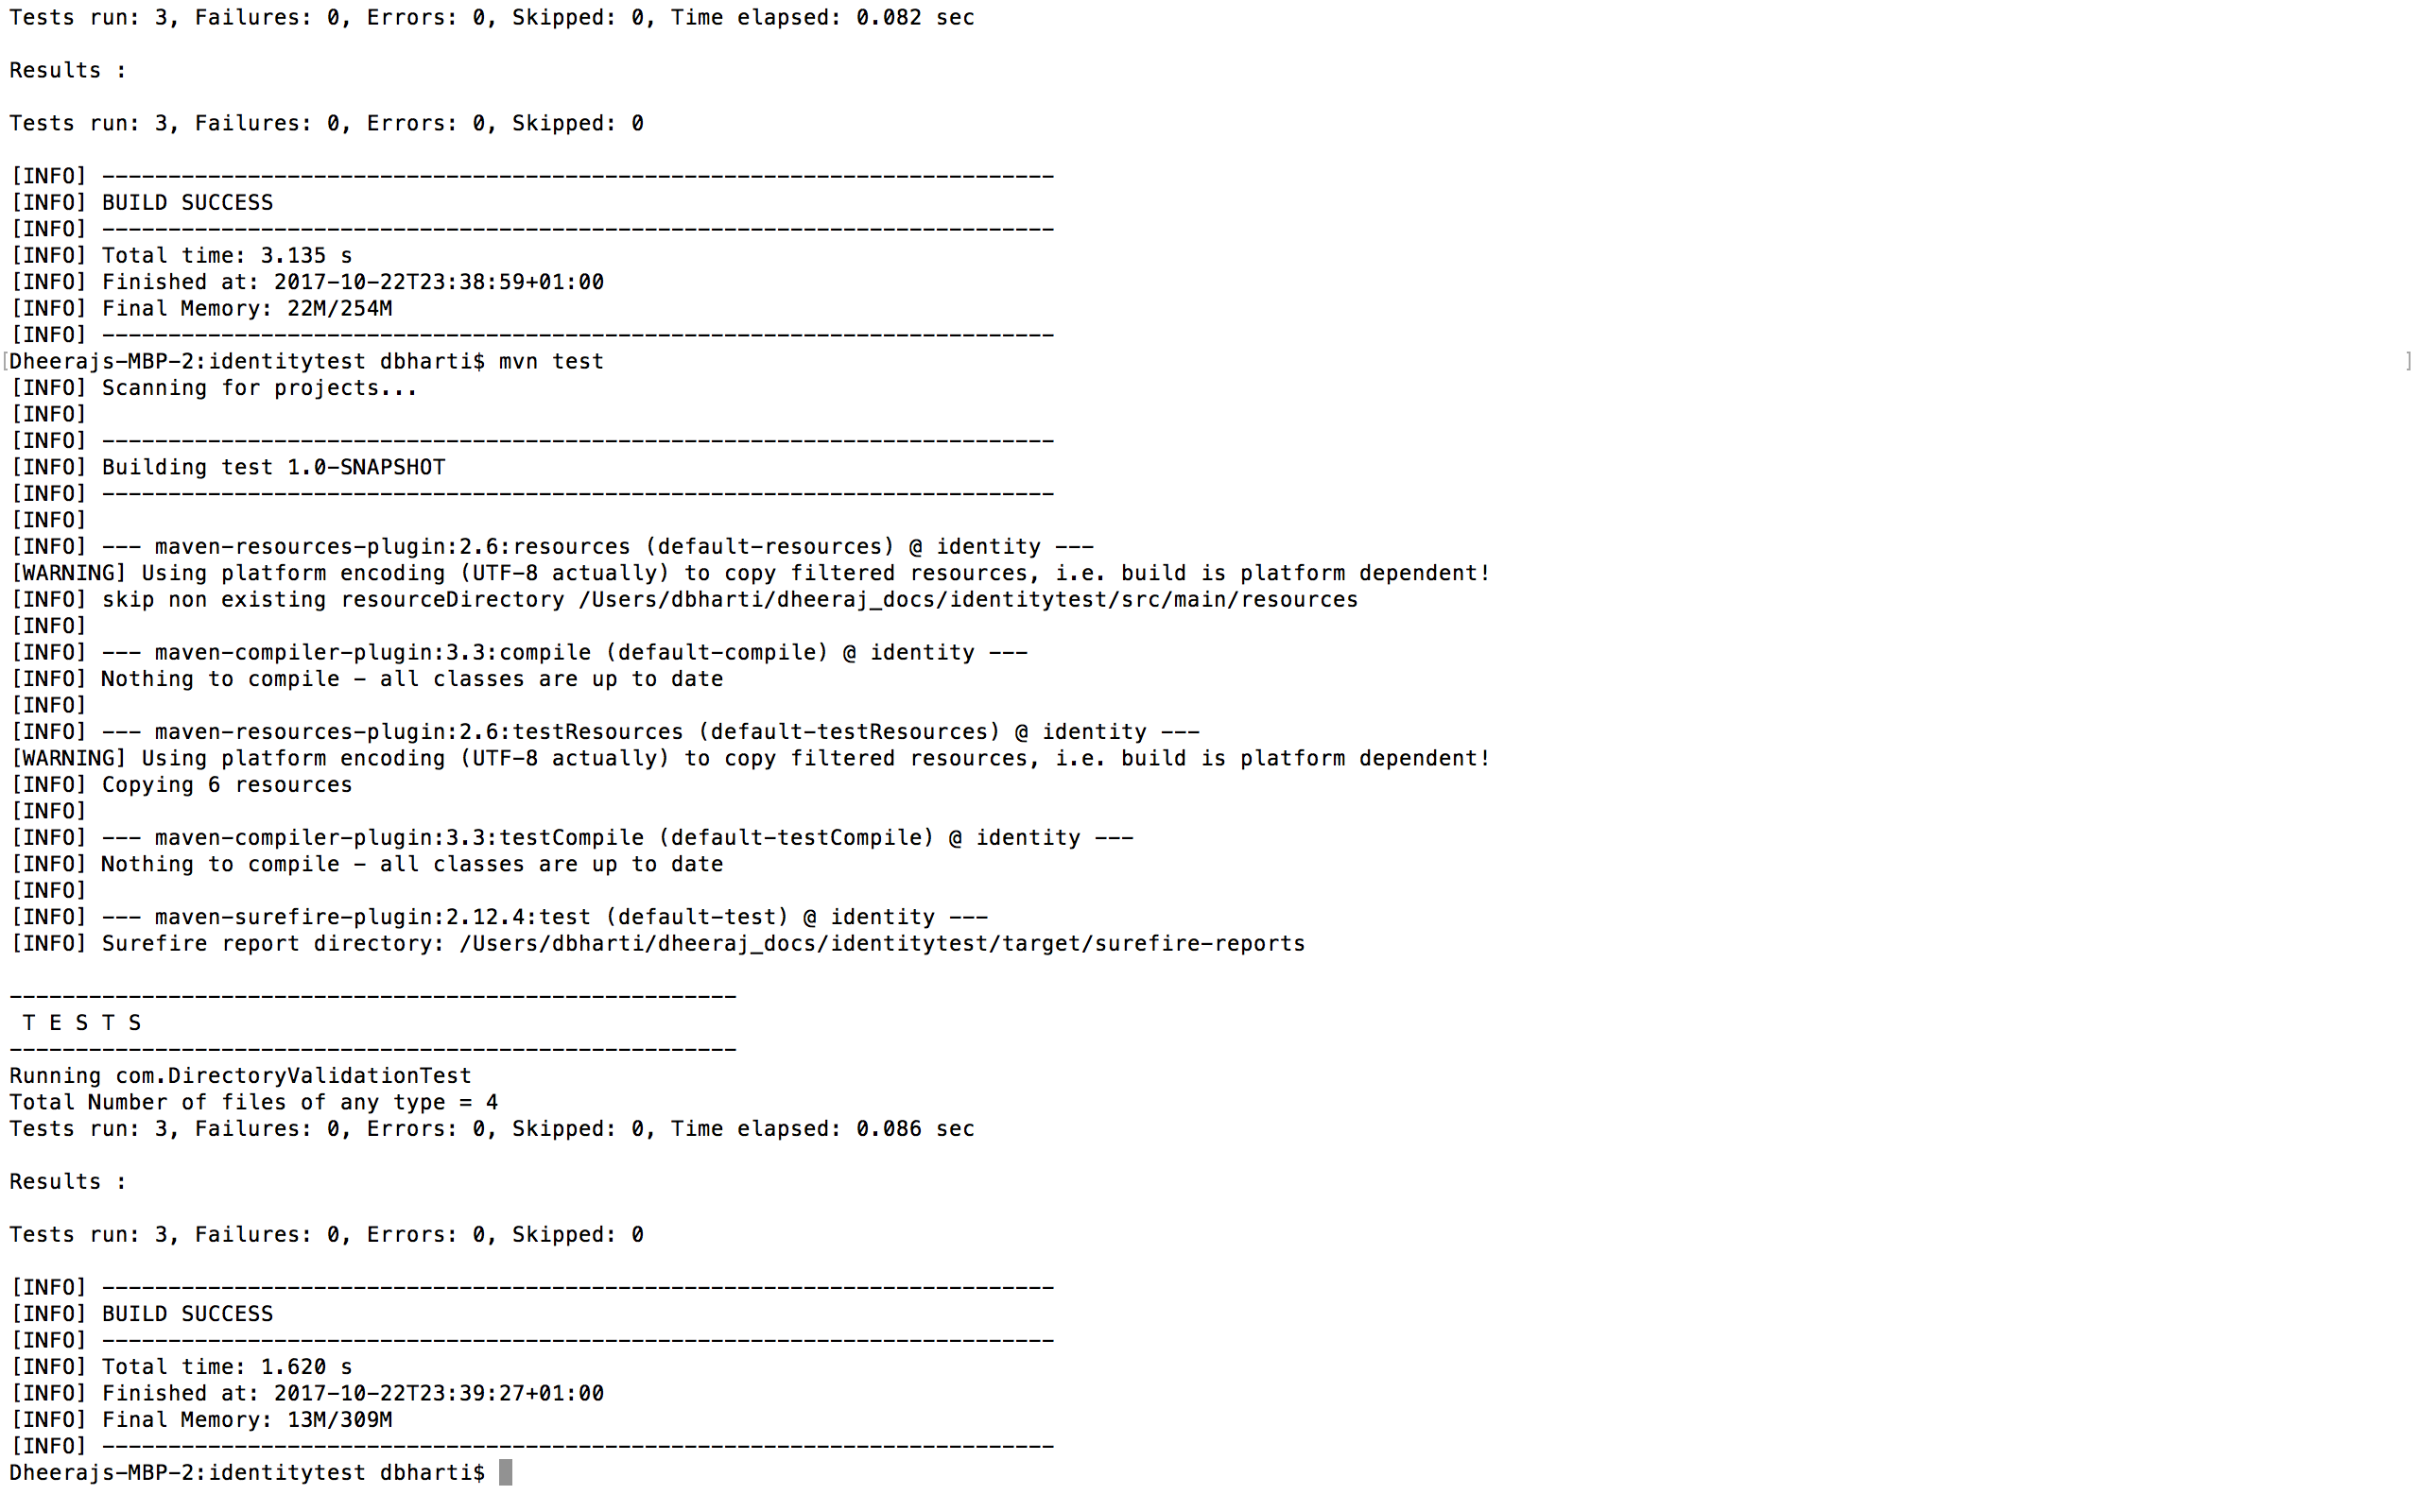 Tests run: 3, Failures: 0, Errors: 0, Skipped: 0, Time elapsed: 0.082 sec
Results :
Tests run: 3, Failures: 0, Errors: 0, Skipped: 0
[INFO] ------------------------------------------------------------------------
[INFO] BUILD SUCCESS
[INFO] ------------------------------------------------------------------------
[INFO] Total time: 3.135 s
[INFO] Finished at: 2017-10-22T23:38:59+01:00
[INFO] Final Memory: 22M/254M
[INFO] ------------------------------------------------------------------------
[Dheerajs-MBP-2:identitytest dbharti$ mvn test ]
[INFO] Scanning for projects...
[INFO]
[INFO] ------------------------------------------------------------------------
[INFO] Building test 1.0-SNAPSHOT
[INFO] ------------------------------------------------------------------------
[INFO]
[INFO] --- maven-resources-plugin:2.6:resources (default-resources) @ identity ---
[WARNING] Using platform encoding (UTF-8 actually) to copy filtered resources, i.e. build is platform dependent!
[INFO] skip non existing resourceDirectory /Users/dbharti/dheeraj_docs/identitytest/src/main/resources
[INFO]
[INFO] --- maven-compiler-plugin:3.3:compile (default-compile) @ identity ---
[INFO] Nothing to compile - all classes are up to date
[INFO]
[INFO] --- maven-resources-plugin:2.6:testResources (default-testResources) @ identity ---
[WARNING] Using platform encoding (UTF-8 actually) to copy filtered resources, i.e. build is platform dependent!
[INFO] Copying 6 resources
[INFO]
[INFO] --- maven-compiler-plugin:3.3:testCompile (default-testCompile) @ identity ---
[INFO] Nothing to compile - all classes are up to date
[INFO]
[INFO] --- maven-surefire-plugin:2.12.4:test (default-test) @ identity ---
[INFO] Surefire report directory: /Users/dbharti/dheeraj_docs/identitytest/target/surefire-reports
-------------------------------------------------------
T E S T S
-------------------------------------------------------
Running com.DirectoryValidationTest
Total Number of files of any type = 4
Tests run: 3, Failures: 0, Errors: 0, Skipped: 0, Time elapsed: 0.086 sec
Results :
Tests run: 3, Failures: 0, Errors: 0, Skipped: 0
[INFO] ------------------------------------------------------------------------
[INFO] BUILD SUCCESS
[INFO] ------------------------------------------------------------------------
[INFO] Total time: 1.620 s
[INFO] Finished at: 2017-10-22T23:39:27+01:00
[INFO] Final Memory: 13M/309M
[INFO] ------------------------------------------------------------------------
Dheerajs-MBP-2:identitytest dbharti$